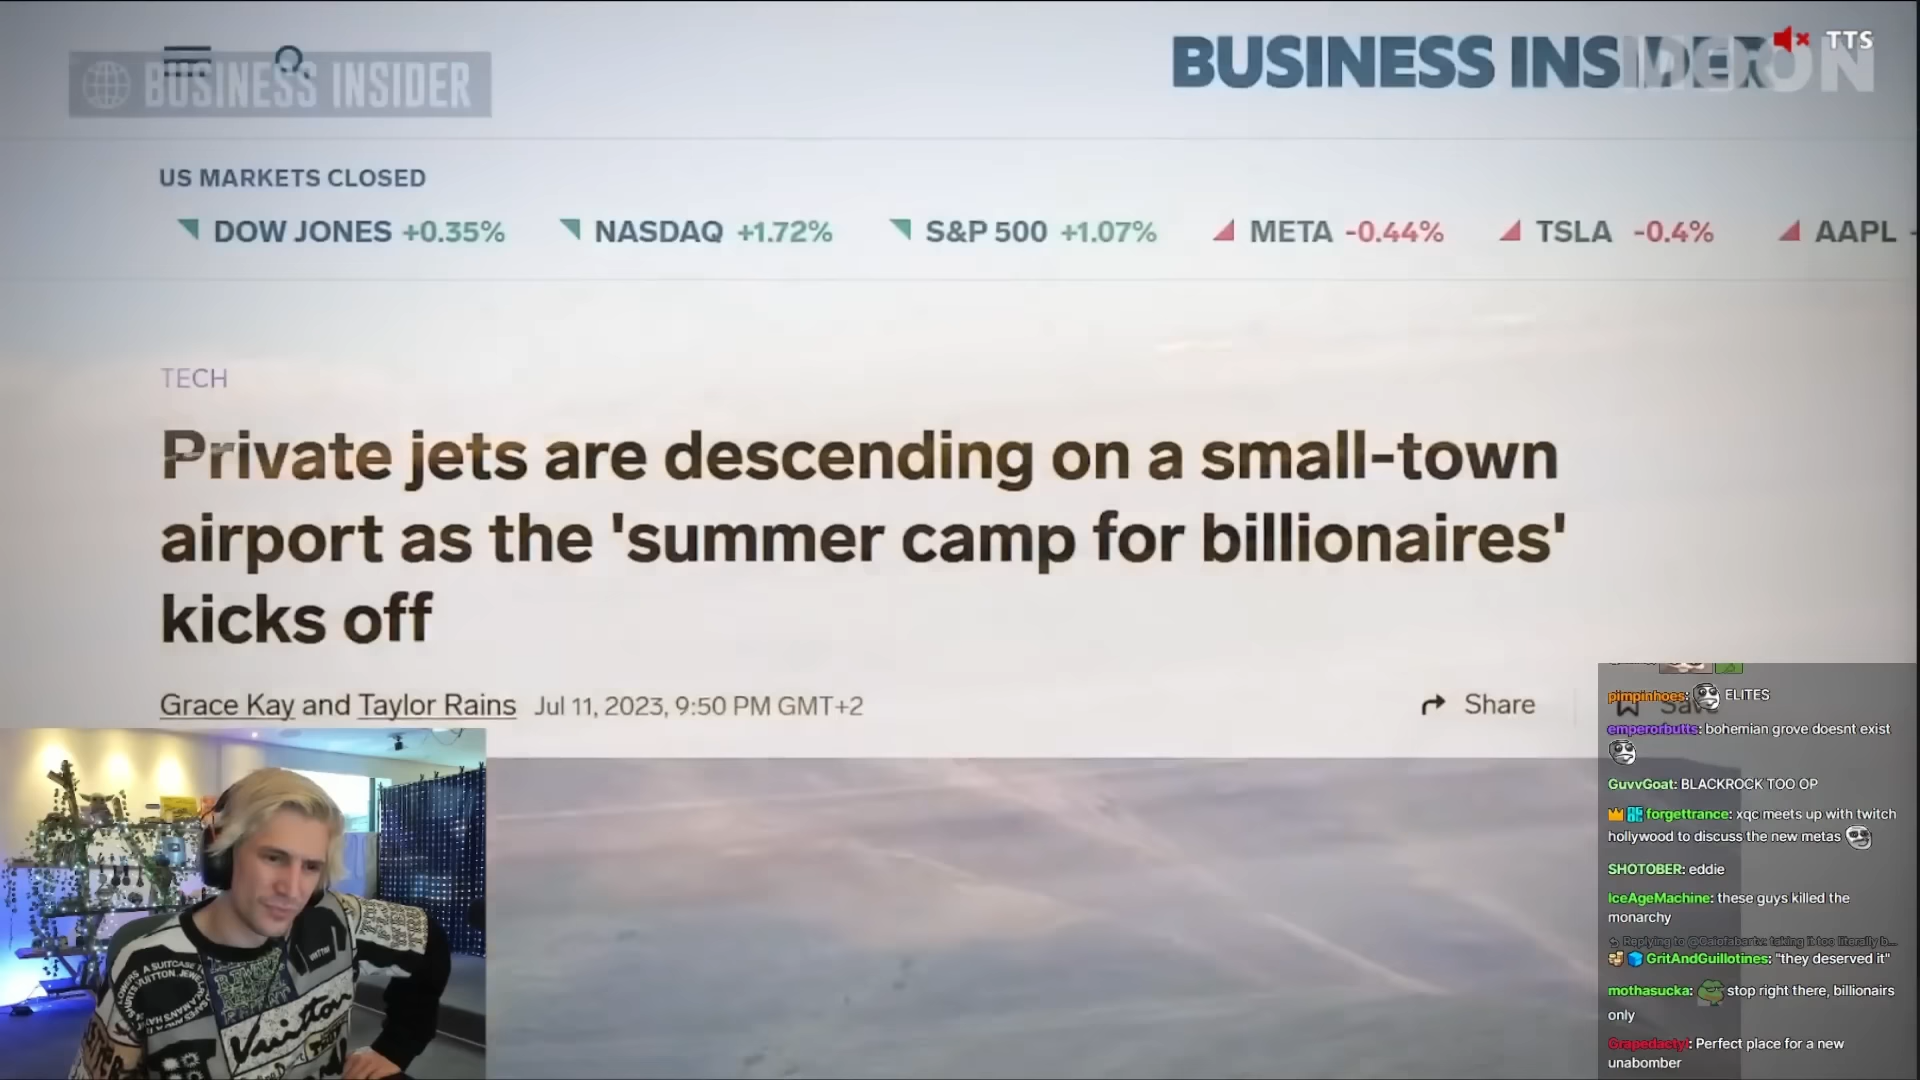 BUSINESS INSIDER
BUSINESS INSIDER
TTS
US MARKETS CLOSED
DOW JONES +0.35% NASDAQ +1.72% S&P 500 +1.07% META -0.44% TSLA -0.4% AAPL -
TECH
Private jets are descending on a small-town
airport as the 'summer camp for billionaires'
kicks off
Grace Kay and Taylor Rains Jul 11, 2023, 9:50 PM GMT+2
Share
Save
pimpinhoes: ELITES
emperorbutts: bohemian grove doesnt exist
GuvvGoat: BLACKROCK TOO OP
forgettrance: xqc meets up with twitch
hollywood to discuss the new metas
SHOTOBER: eddie
IceAgeMachine: these guys killed the
monarchy
GritAndGuillotines: "they deserved it"
mothasucka: stop right there, billionairs
only
Grapedactyl: Perfect place for a new
unabomber
Vuitton